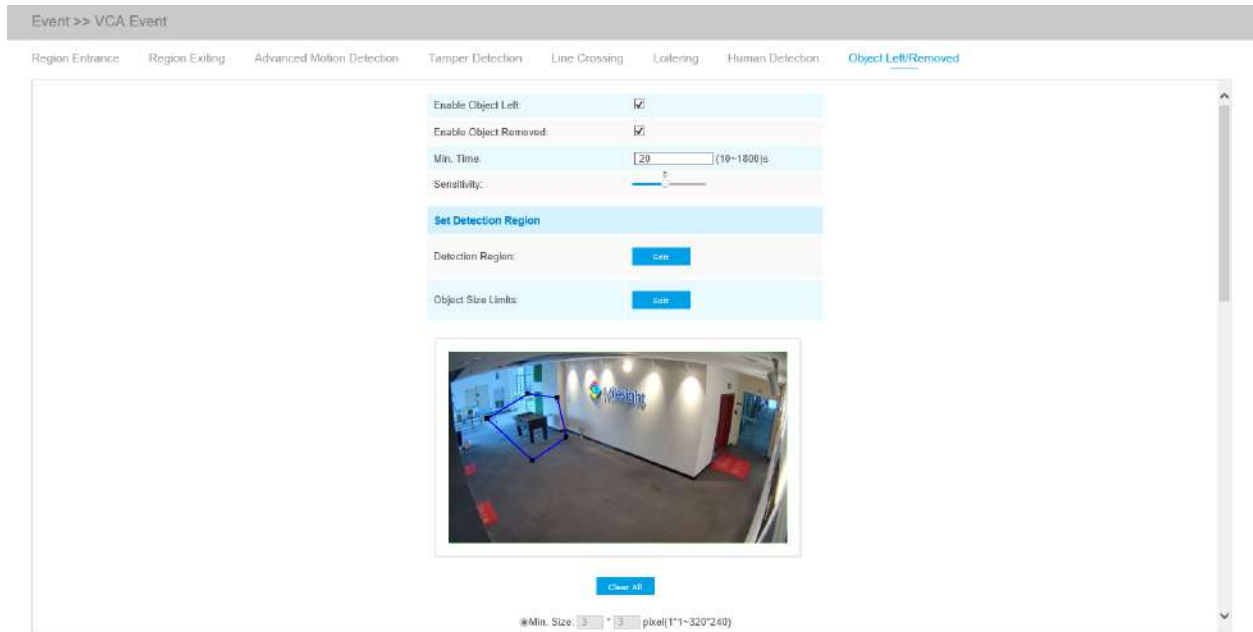 Event >> VCA Event
Region Entrance Region Exiting Advanced Motion Detection Tamper Detection Line Crossing Loitering Human Detection Object Left/Removed
Enable Object Left:
Enable Object Removed:
Min. Time: 20 (10~1800)s
Sensitivity:
Set Detection Region
Detection Region: Edit
Object Size Limits: Edit
Milesight
Clear All
Min. Size: 3 * 3 pixel(1*1~320*240)